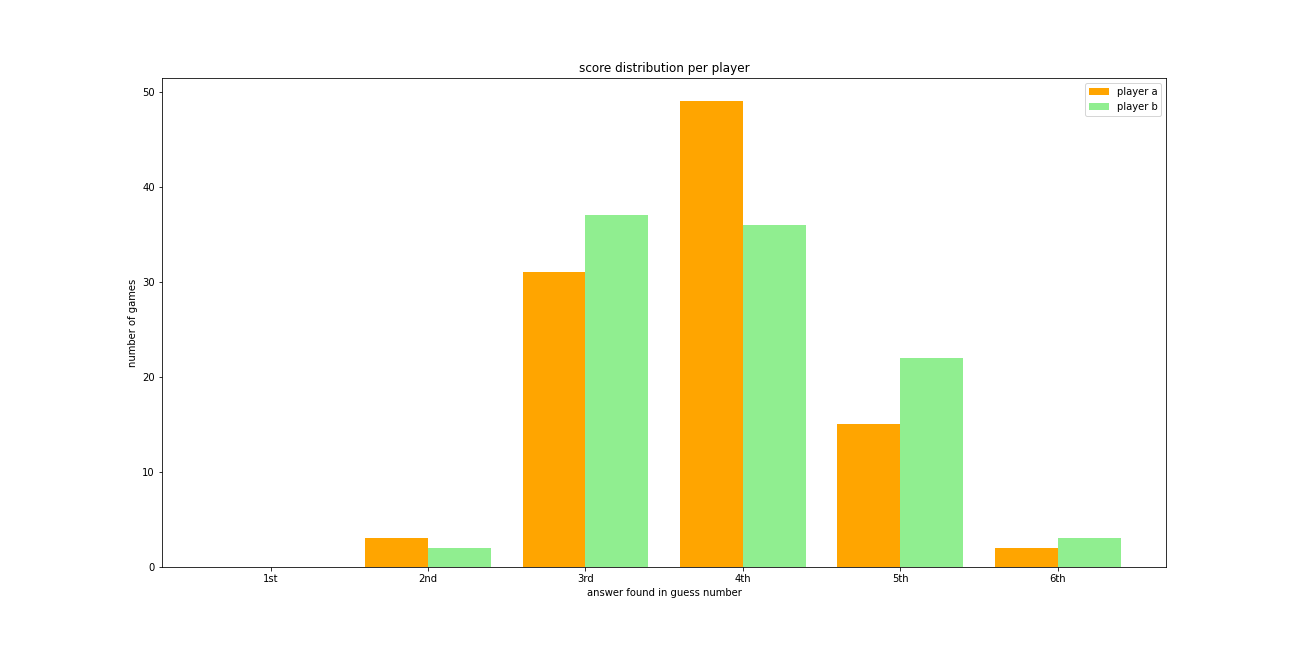 score distribution per player
player a
player b
50
40
30
20
10
0
number of games
1st 2nd 3rd 4th 5th 6th
answer found in guess number